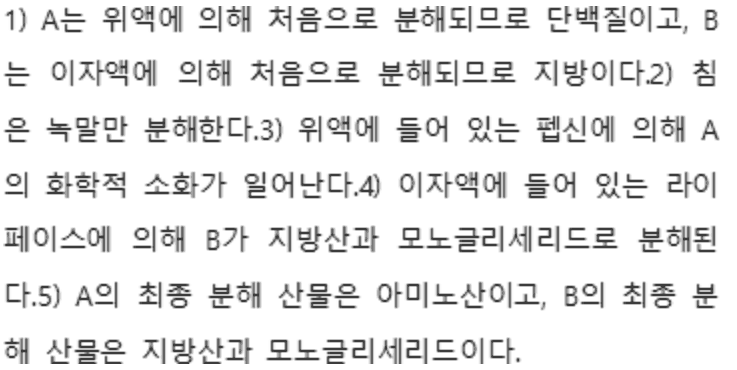 1) A는 위액에 의해 처음으로 분해되므로 단백질이고, B
는 이자액에 의해 처음으로 분해되므로 지방이다.2) 침
은 녹말만 분해한다.3) 위액에 들어 있는 펩신에 의해 A
의 화학적 소화가 일어난다.4) 이자액에 들어 있는 라이
페이스에 의해 B가 지방산과 모노글리세리드로 분해된
다.5) A의 최종 분해 산물은 아미노산이고, B의 최종 분
해 산물은 지방산과 모노글리세리드이다.